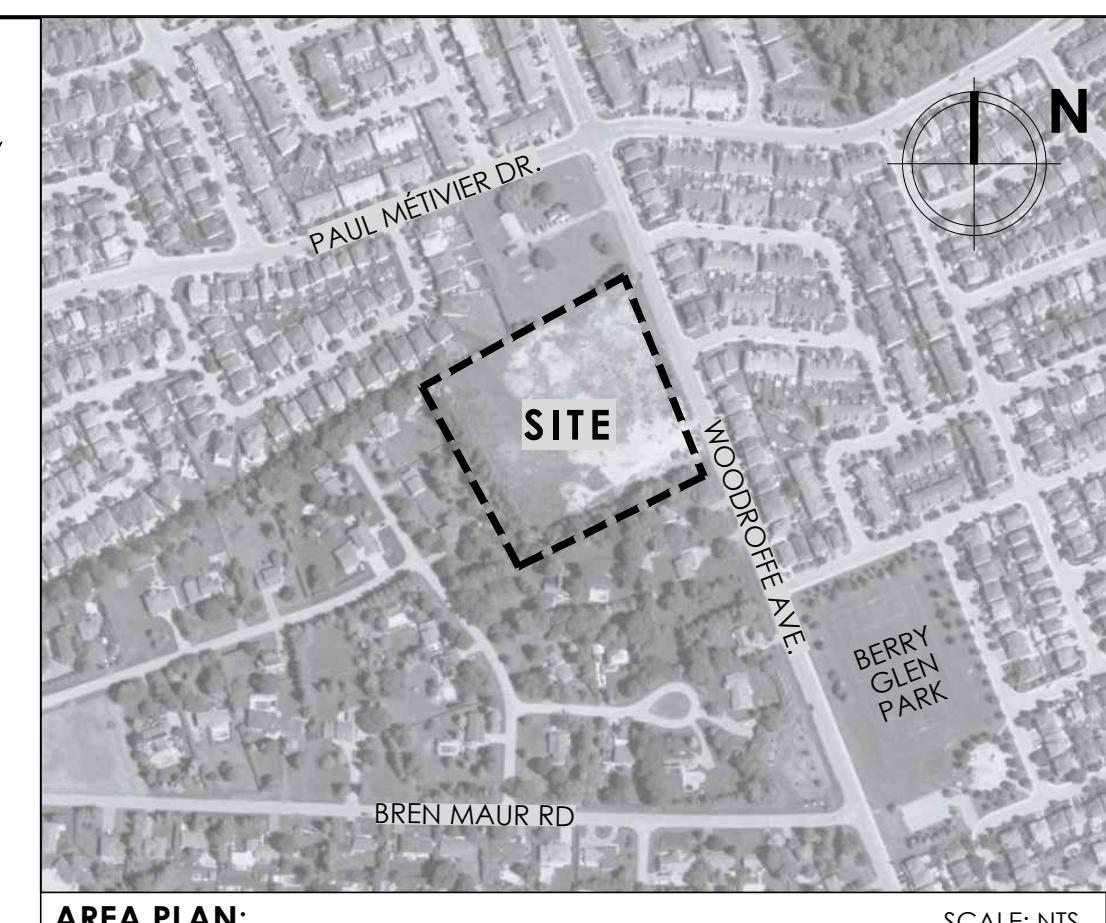 N
PAUL MÉTIVIER DR.
SITE
WOODROFFE AVE.
BERRY
GLEN
PARK
BREN MAUR RD
AREA PLAN:
SCALE: NTS